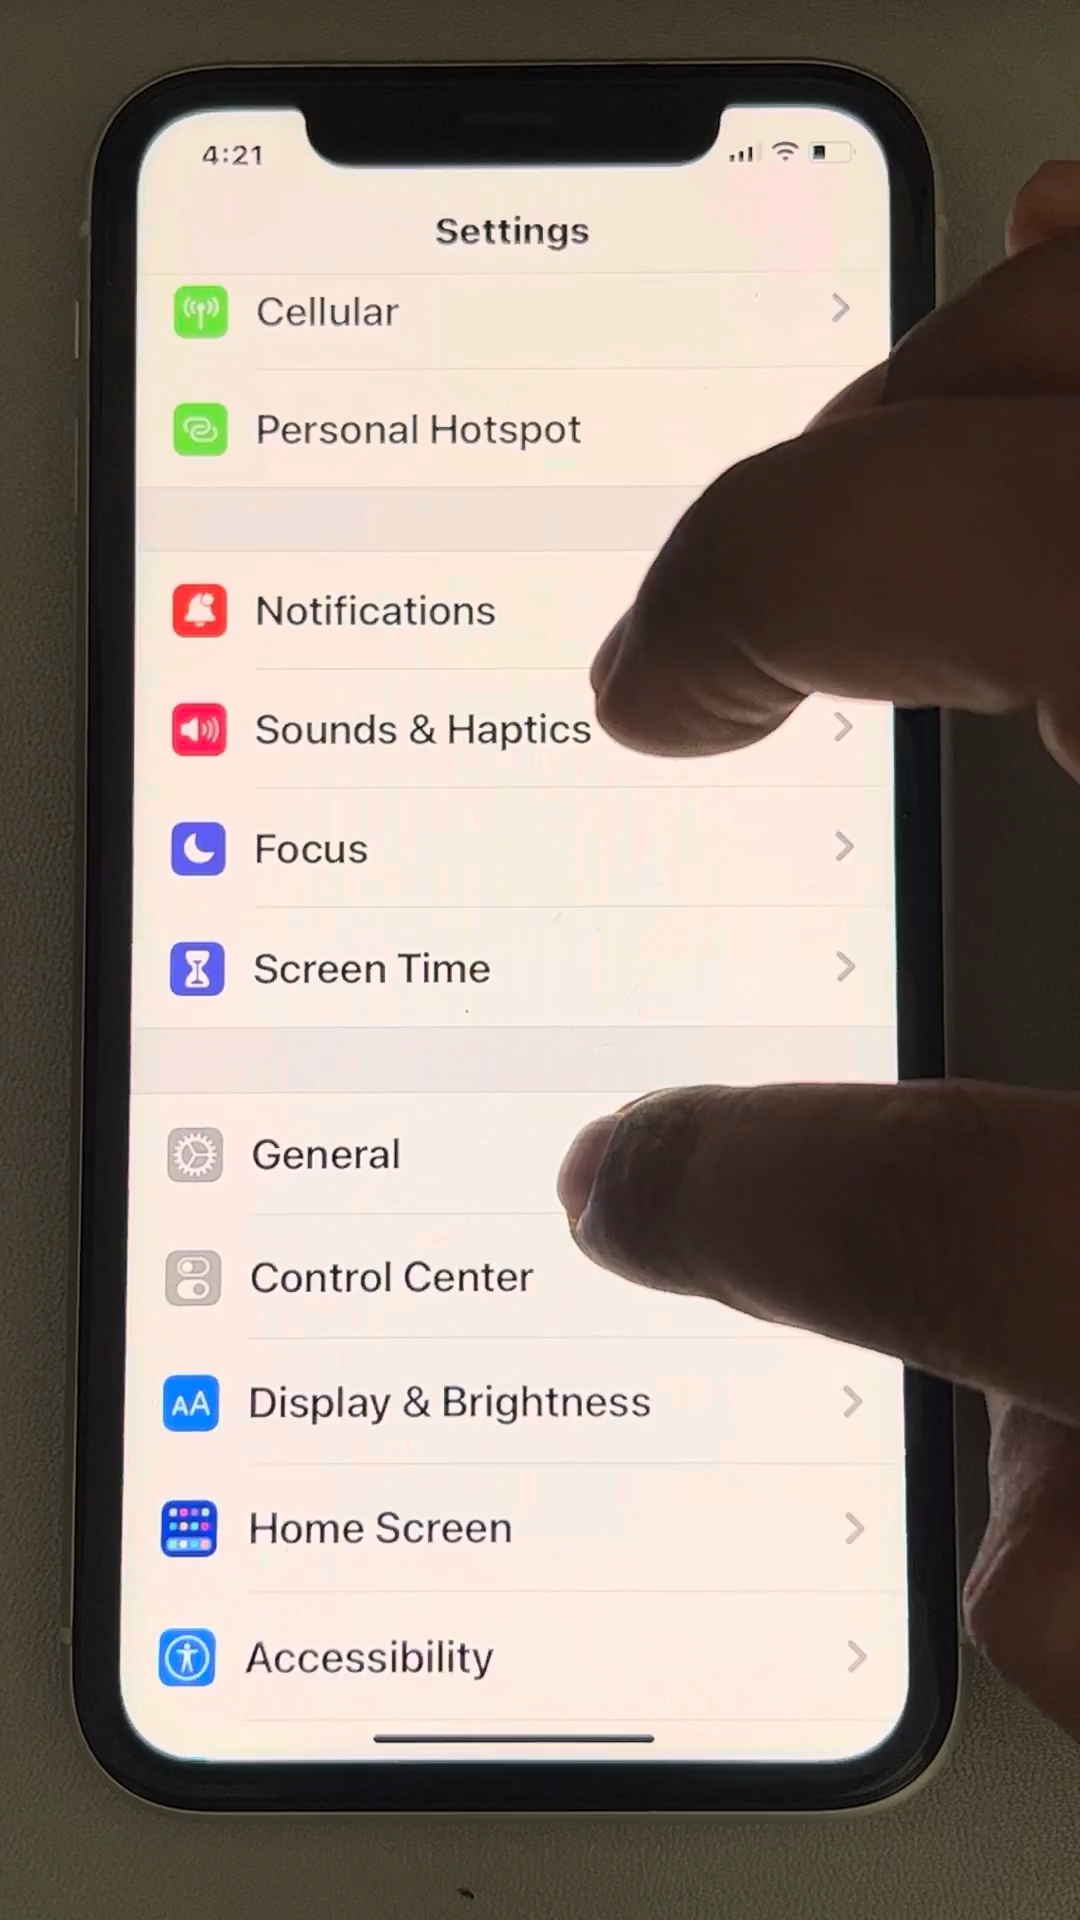 4:21
Settings
Cellular
Personal Hotspot
Notifications
Sounds & Haptics
Focus
Screen Time
General
Control Center
AA Display & Brightness
Home Screen
Accessibility